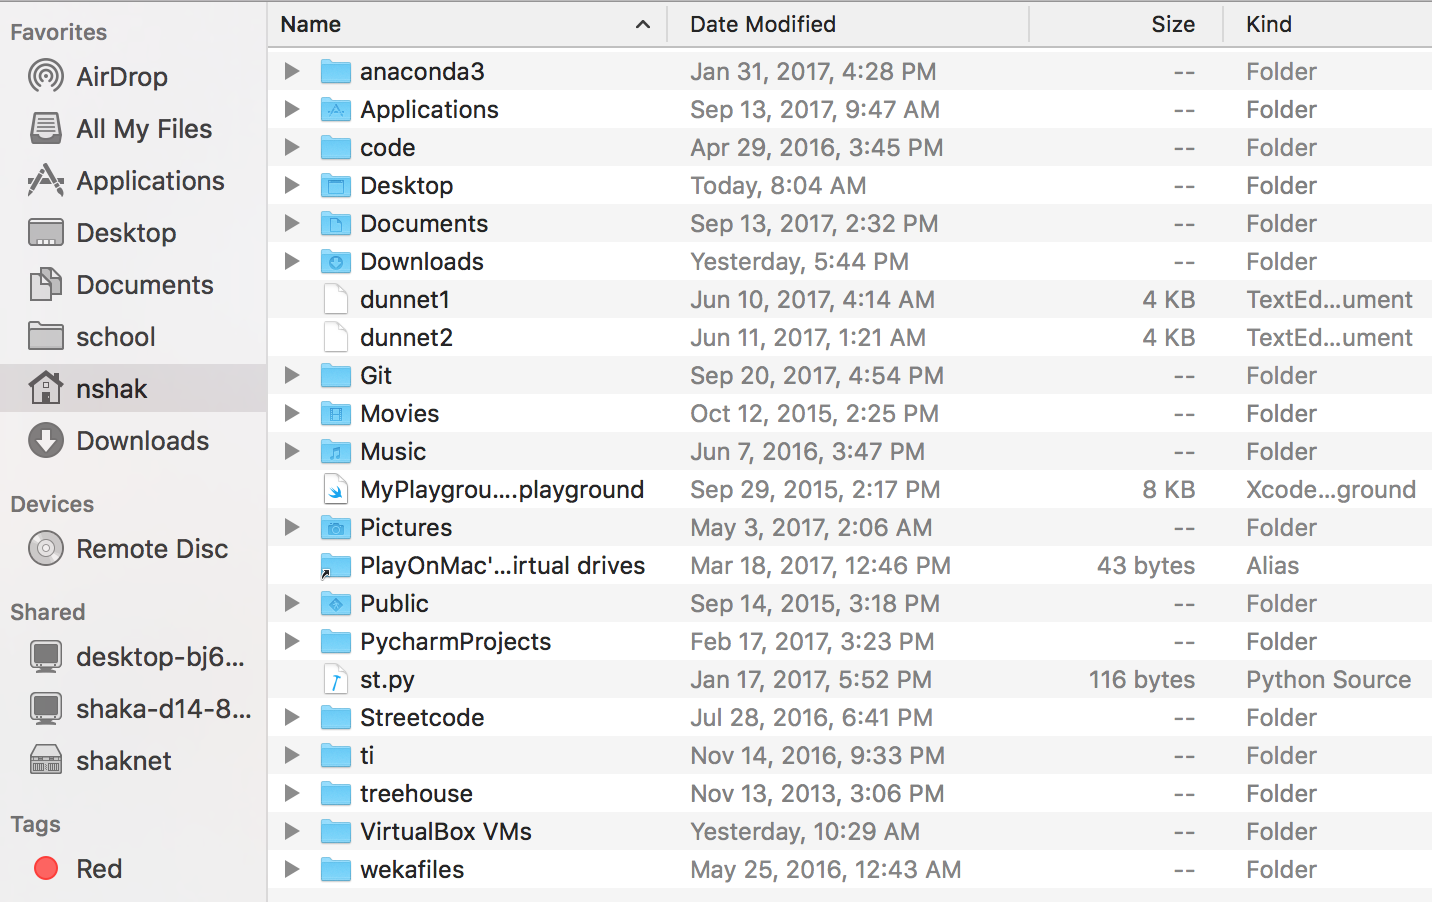 Favorites
AirDrop
All My Files
Applications
Desktop
Documents
school
nshak
Downloads
Devices
Remote Disc
Shared
desktop-bj6...
shaka-d14-8...
shaknet
Tags
Red
Name Date Modified Size Kind
anaconda3 Jan 31, 2017, 4:28 PM -- Folder
Applications Sep 13, 2017, 9:47 AM -- Folder
code Apr 29, 2016, 3:45 PM -- Folder
Desktop Today, 8:04 AM -- Folder
Documents Sep 13, 2017, 2:32 PM -- Folder
Downloads Yesterday, 5:44 PM -- Folder
dunnet1 Jun 10, 2017, 4:14 AM 4 KB TextEd...ument
dunnet2 Jun 11, 2017, 1:21 AM 4 KB TextEd...ument
Git Sep 20, 2017, 4:54 PM -- Folder
Movies Oct 12, 2015, 2:25 PM -- Folder
Music Jun 7, 2016, 3:47 PM -- Folder
MyPlaygrou....playground Sep 29, 2015, 2:17 PM 8 KB Xcode...ground
Pictures May 3, 2017, 2:06 AM -- Folder
PlayOnMac'...irtual drives Mar 18, 2017, 12:46 PM 43 bytes Alias
Public Sep 14, 2015, 3:18 PM -- Folder
PycharmProjects Feb 17, 2017, 3:23 PM -- Folder
st.py Jan 17, 2017, 5:52 PM 116 bytes Python Source
Streetcode Jul 28, 2016, 6:41 PM -- Folder
ti Nov 14, 2016, 9:33 PM -- Folder
treehouse Nov 13, 2013, 3:06 PM -- Folder
VirtualBox VMs Yesterday, 10:29 AM -- Folder
wekafiles May 25, 2016, 12:43 AM -- Folder